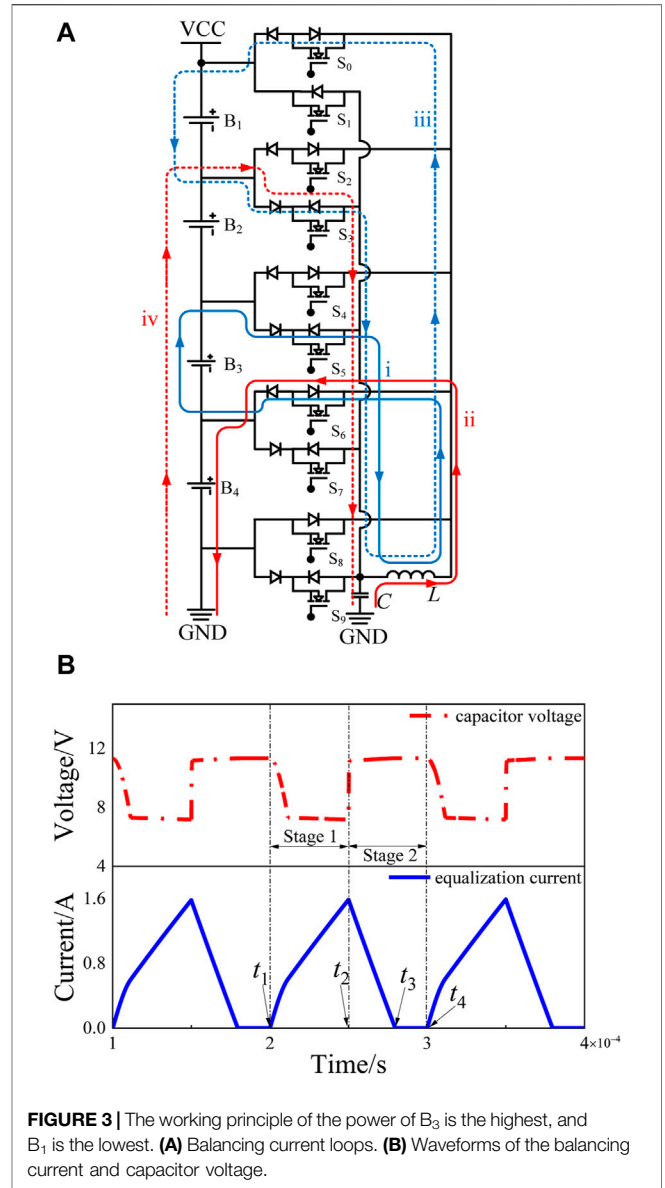 A
VCC
S0
B1
S1
iii
S2
B2
S3
iv
S4
B3
S5
i
ii
S6
B4
S7
S8
C
L
S9
GND
GND
B
capacitor voltage
Voltage/V
12
8
4
Stage 1
Stage 2
equalization current
Current/A
1.6
0.8
0.0
t1
t2
t3
t4
1
2
3
4×10⁻⁴
Time/s
FIGURE 3 | The working principle of the power of B3 is the highest, and
B1 is the lowest. (A) Balancing current loops. (B) Waveforms of the balancing
current and capacitor voltage.